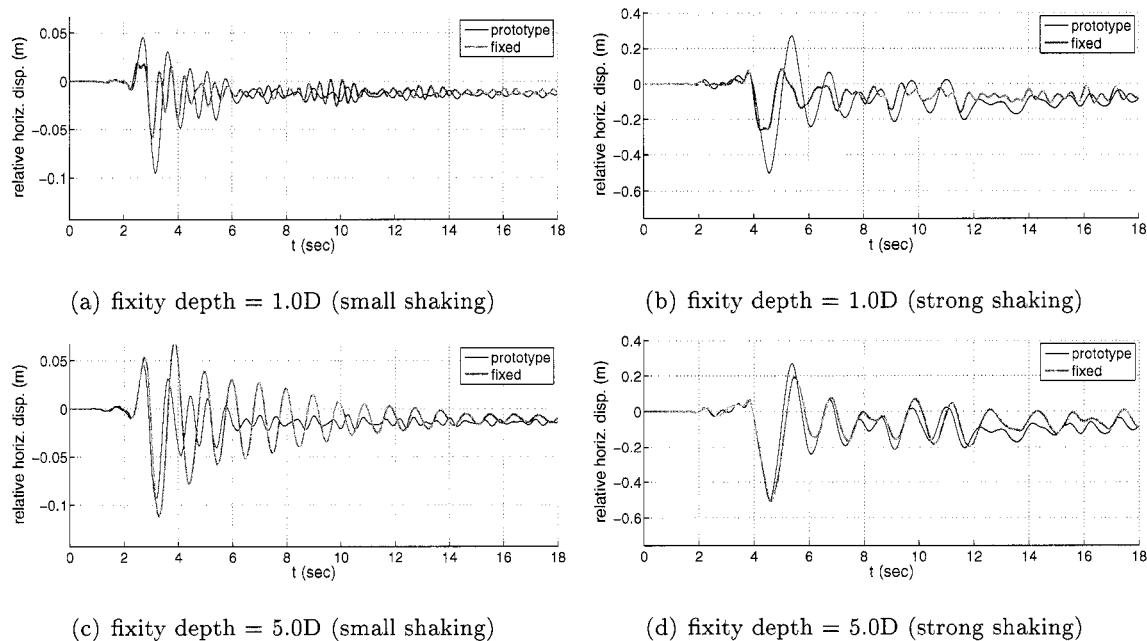 0.05
0
−0.05
−0.1
relative horiz. disp. (m)
prototype
fixed
0 2 4 6 8 10 12 14 16 18
t (sec)
(a) fixity depth = 1.0D (small shaking)
0.4
0.2
0
−0.2
−0.4
−0.6
relative horiz. disp. (m)
prototype
fixed
0 2 4 6 8 10 12 14 16 18
t (sec)
(b) fixity depth = 1.0D (strong shaking)
0.05
0
−0.05
−0.1
relative horiz. disp. (m)
prototype
fixed
0 2 4 6 8 10 12 14 16 18
t (sec)
(c) fixity depth = 5.0D (small shaking)
0.4
0.2
0
−0.2
−0.4
−0.6
relative horiz. disp. (m)
prototype
fixed
0 2 4 6 8 10 12 14 16 18
t (sec)
(d) fixity depth = 5.0D (strong shaking)